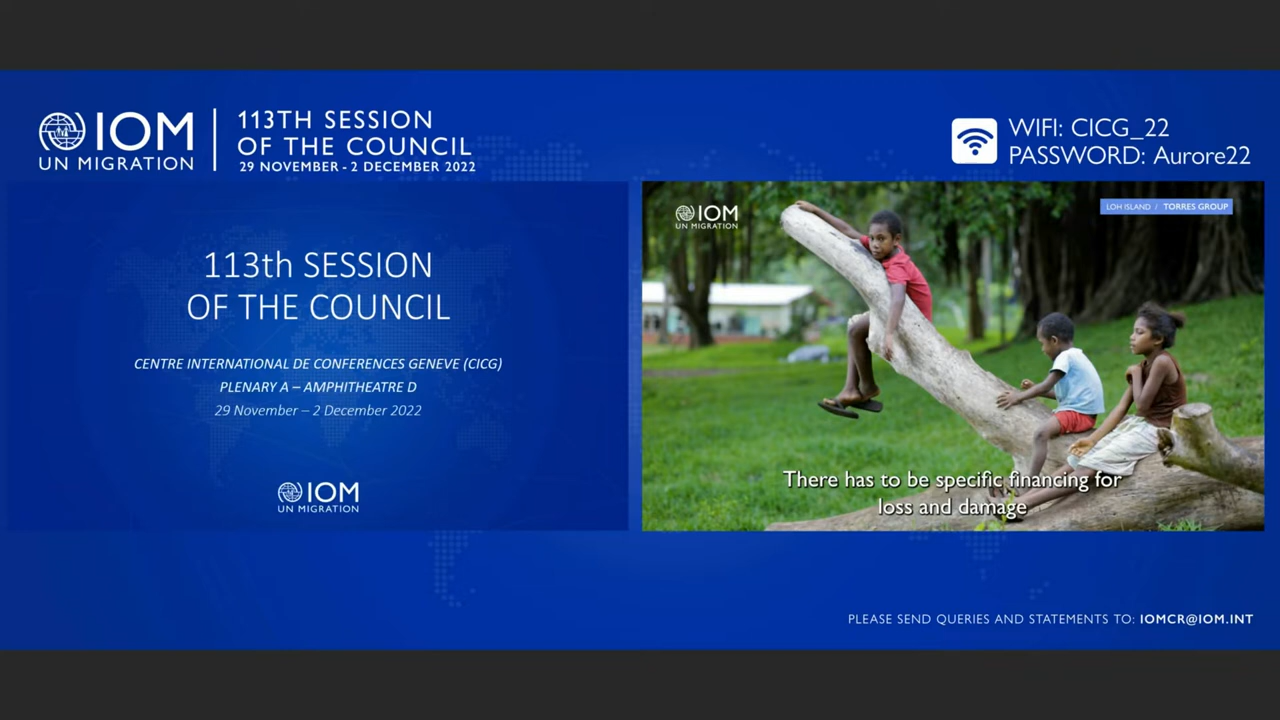 IOM
UN MIGRATION
113TH SESSION
OF THE COUNCIL
29 NOVEMBER - 2 DECEMBER 2022
WIFI: CICG_22
PASSWORD: Aurore22
113th SESSION
OF THE COUNCIL
CENTRE INTERNATIONAL DE CONFERENCES GENEVE (CICG)
PLENARY A – AMPHITHEATRE D
29 November – 2 December 2022
IOM
UN MIGRATION
IOM
UN MIGRATION
LOH ISLAND / TORRES GROUP
There has to be specific financing for
loss and damage
PLEASE SEND QUERIES AND STATEMENTS TO: IOMCR@IOM.INT